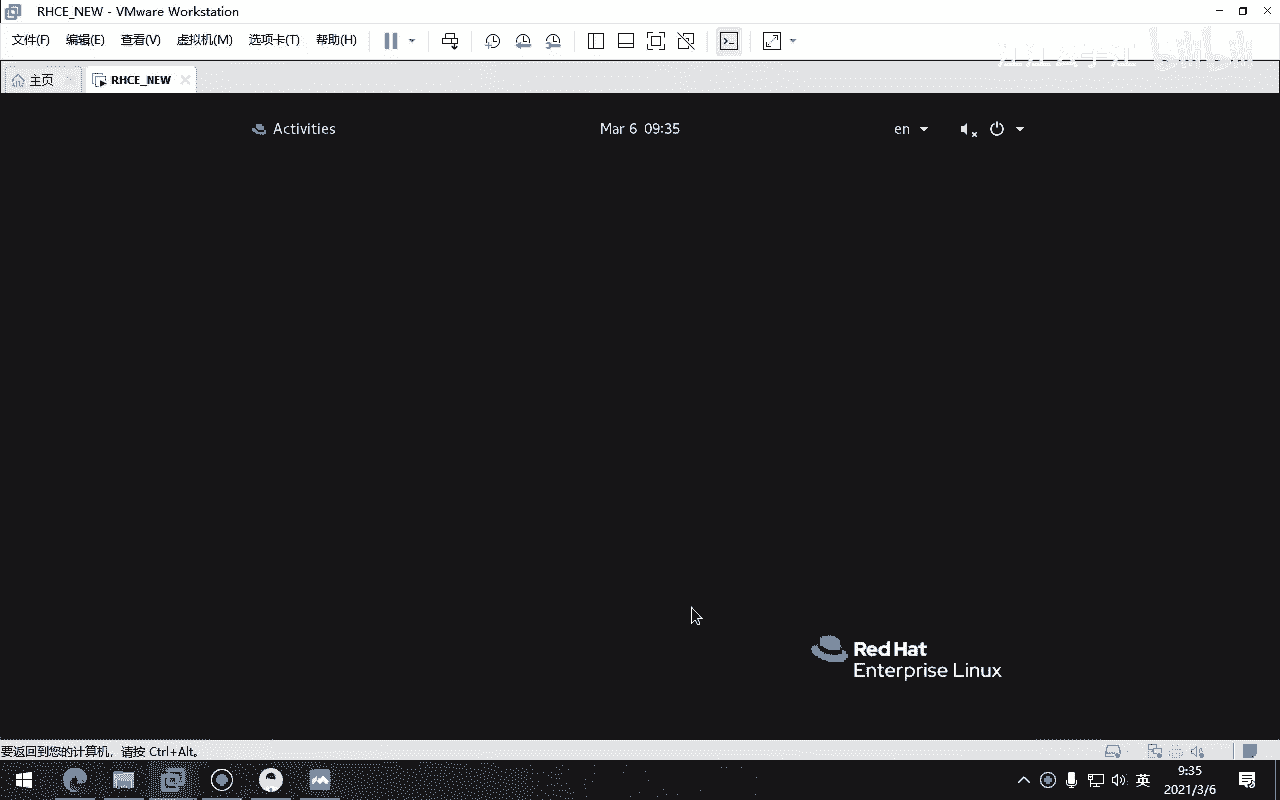 RHCE_NEW - VMware Workstation
文件(F) 编辑(E) 查看(V) 虚拟机(M) 选项卡(T) 帮助(H)
主页 RHCE_NEW
Activities Mar 6 09:35 en
Red Hat
Enterprise Linux
要返回到您的计算机，请按 Ctrl+Alt。
英 9:35
2021/3/6